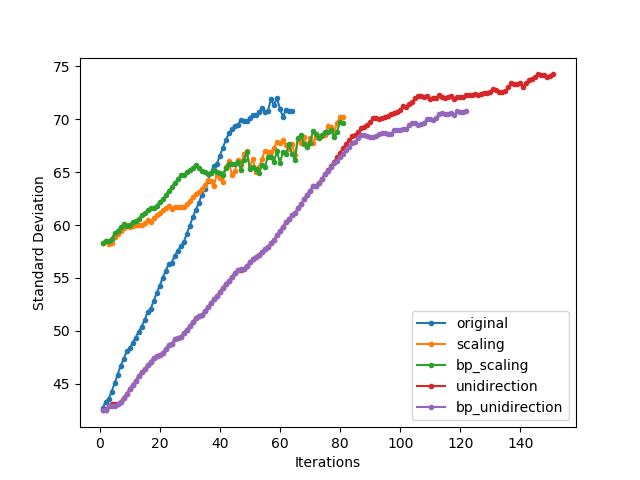 75
70
65
60
55
50
45
Standard Deviation
0
20
40
60
80
100
120
140
Iterations
original
scaling
bp_scaling
unidirection
bp_unidirection